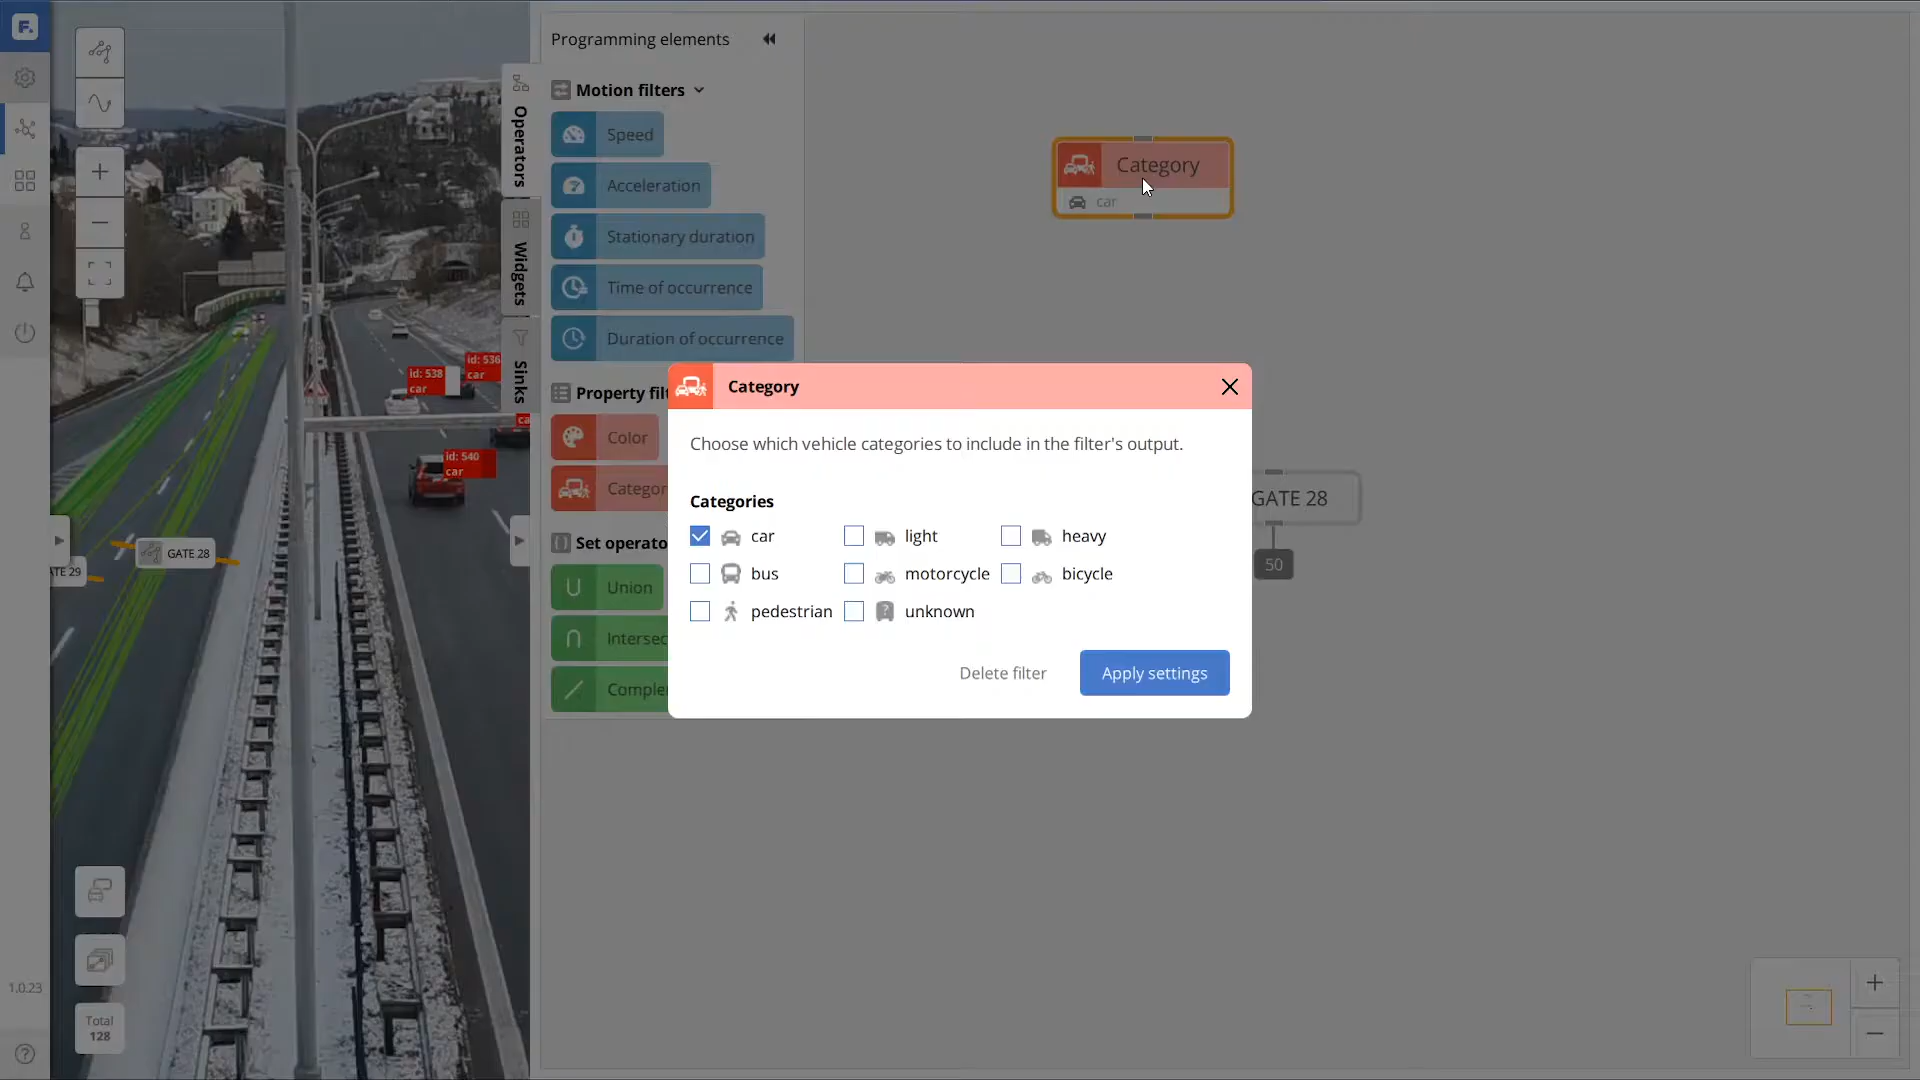 F.
Programming elements
Motion filters
Speed
Acceleration
Stationary duration
Time of occurrence
Duration of occurrence
Operators
Widgets
Sinks
Property filt
Color
Categor
Set operato
Union
Intersec
Comple
Category
car
GATE 28
50
Category
Choose which vehicle categories to include in the filter's output.
Categories
car
light
heavy
bus
motorcycle
bicycle
pedestrian
unknown
Delete filter
Apply settings
id: 538
car
id: 536
car
ca
id: 540
car
GATE 28
ATE 29
1.0.23
Total
128